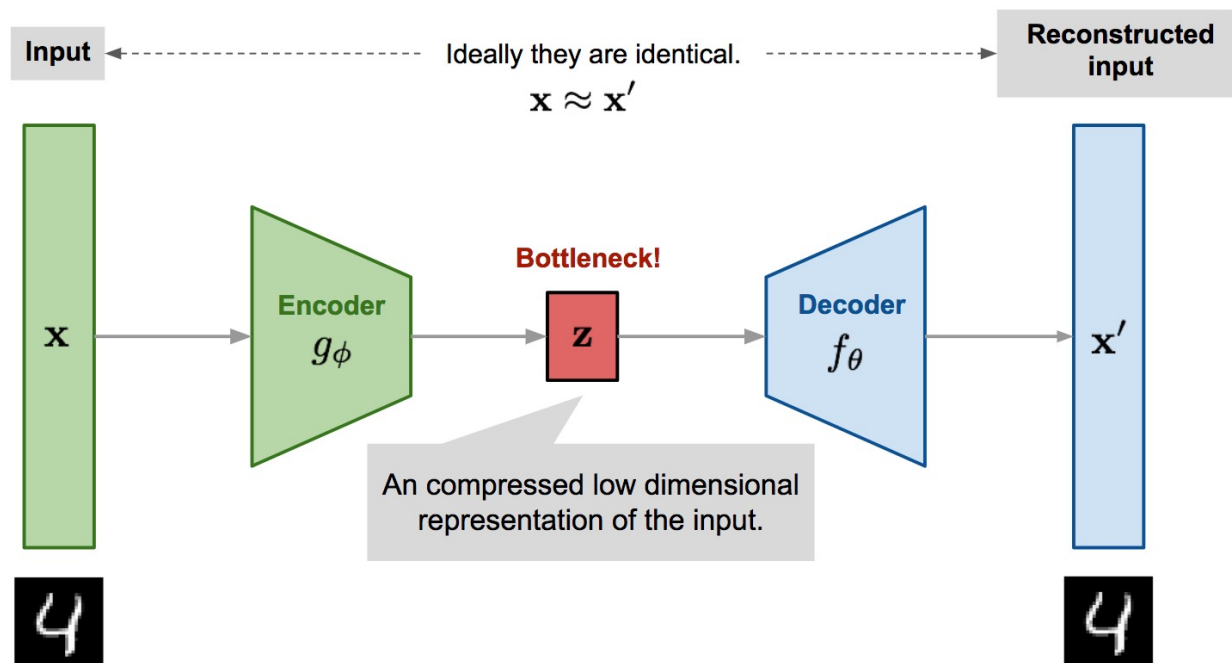 Input
Ideally they are identical.
x ≈ x′
Reconstructed
input
Bottleneck!
x
Encoder
gϕ
z
Decoder
fθ
x′
An compressed low dimensional
representation of the input.
4
4